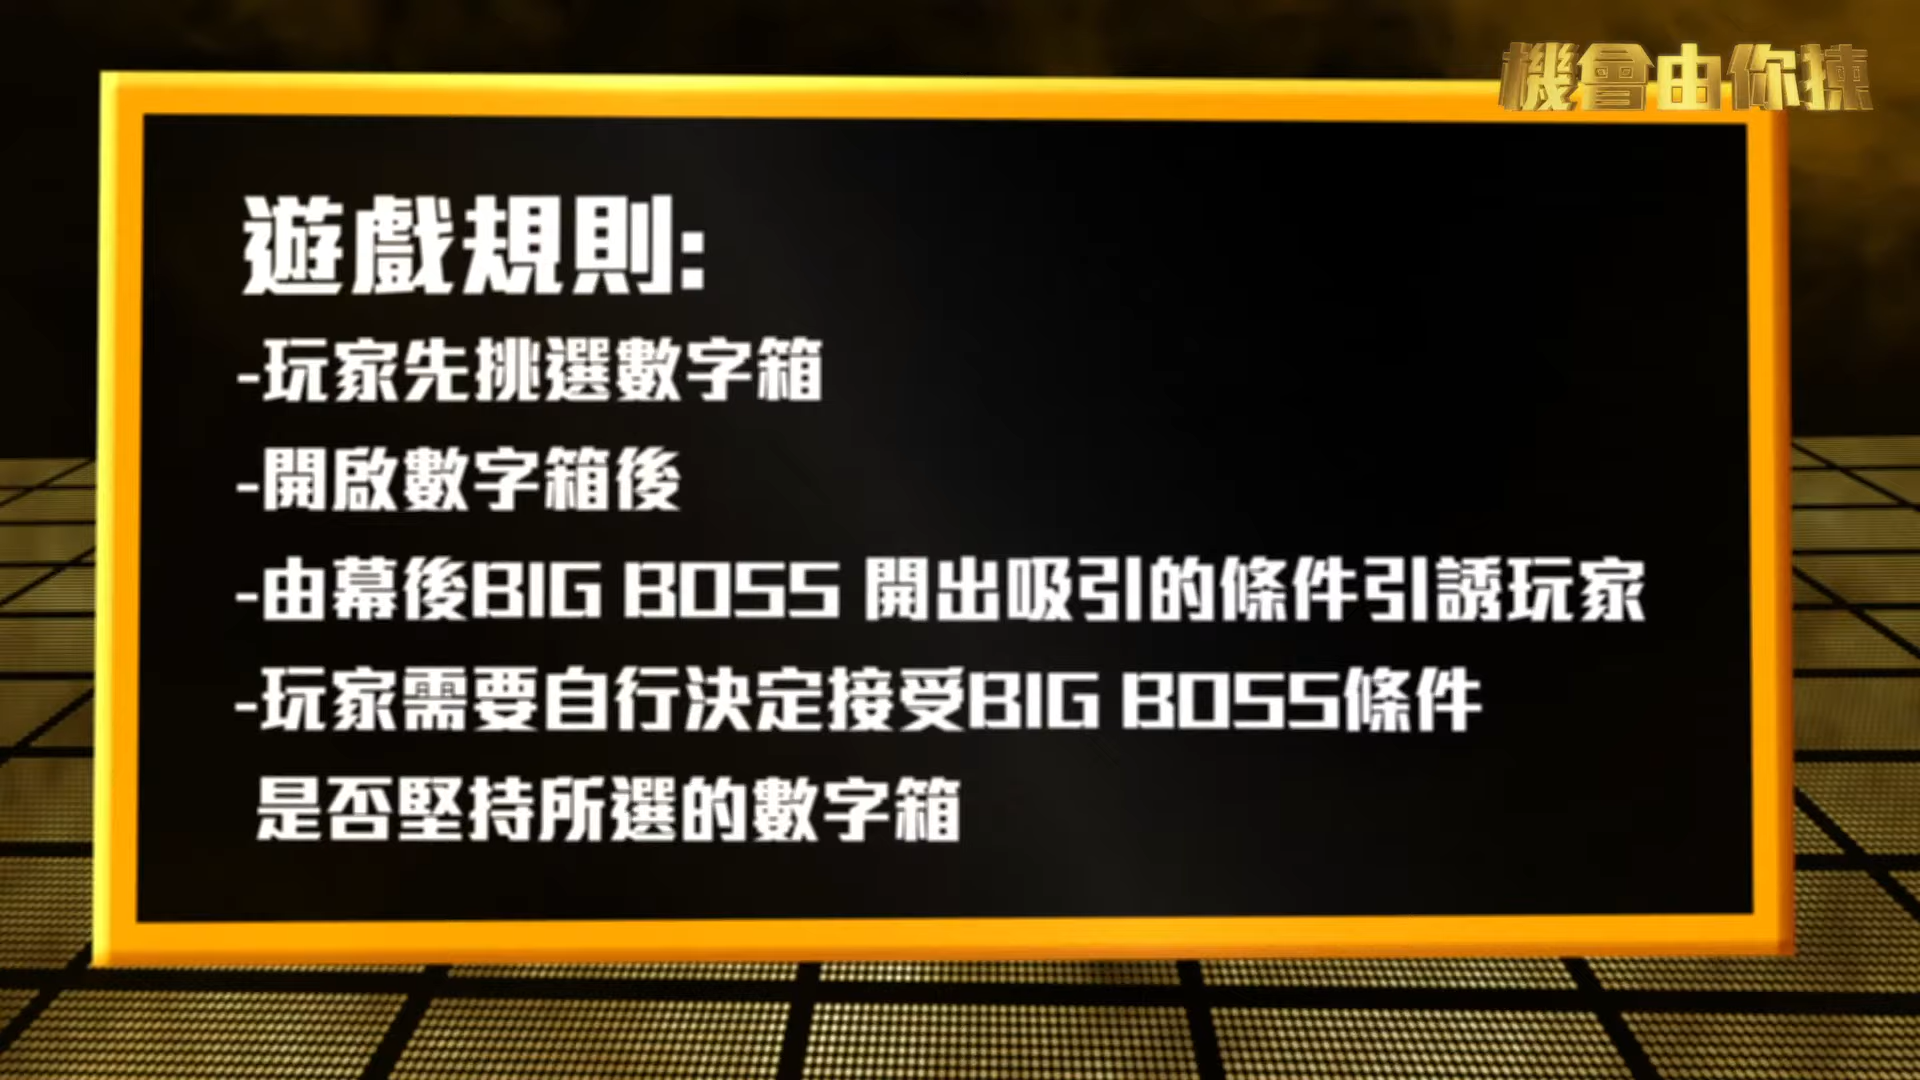 機會由你揀
遊戲規則:
-玩家先挑選數字箱
-開啟數字箱後
-由幕後BIG BOSS 開出吸引的條件引誘玩家
-玩家需要自行決定接受BIG BOSS條件
是否堅持所選的數字箱